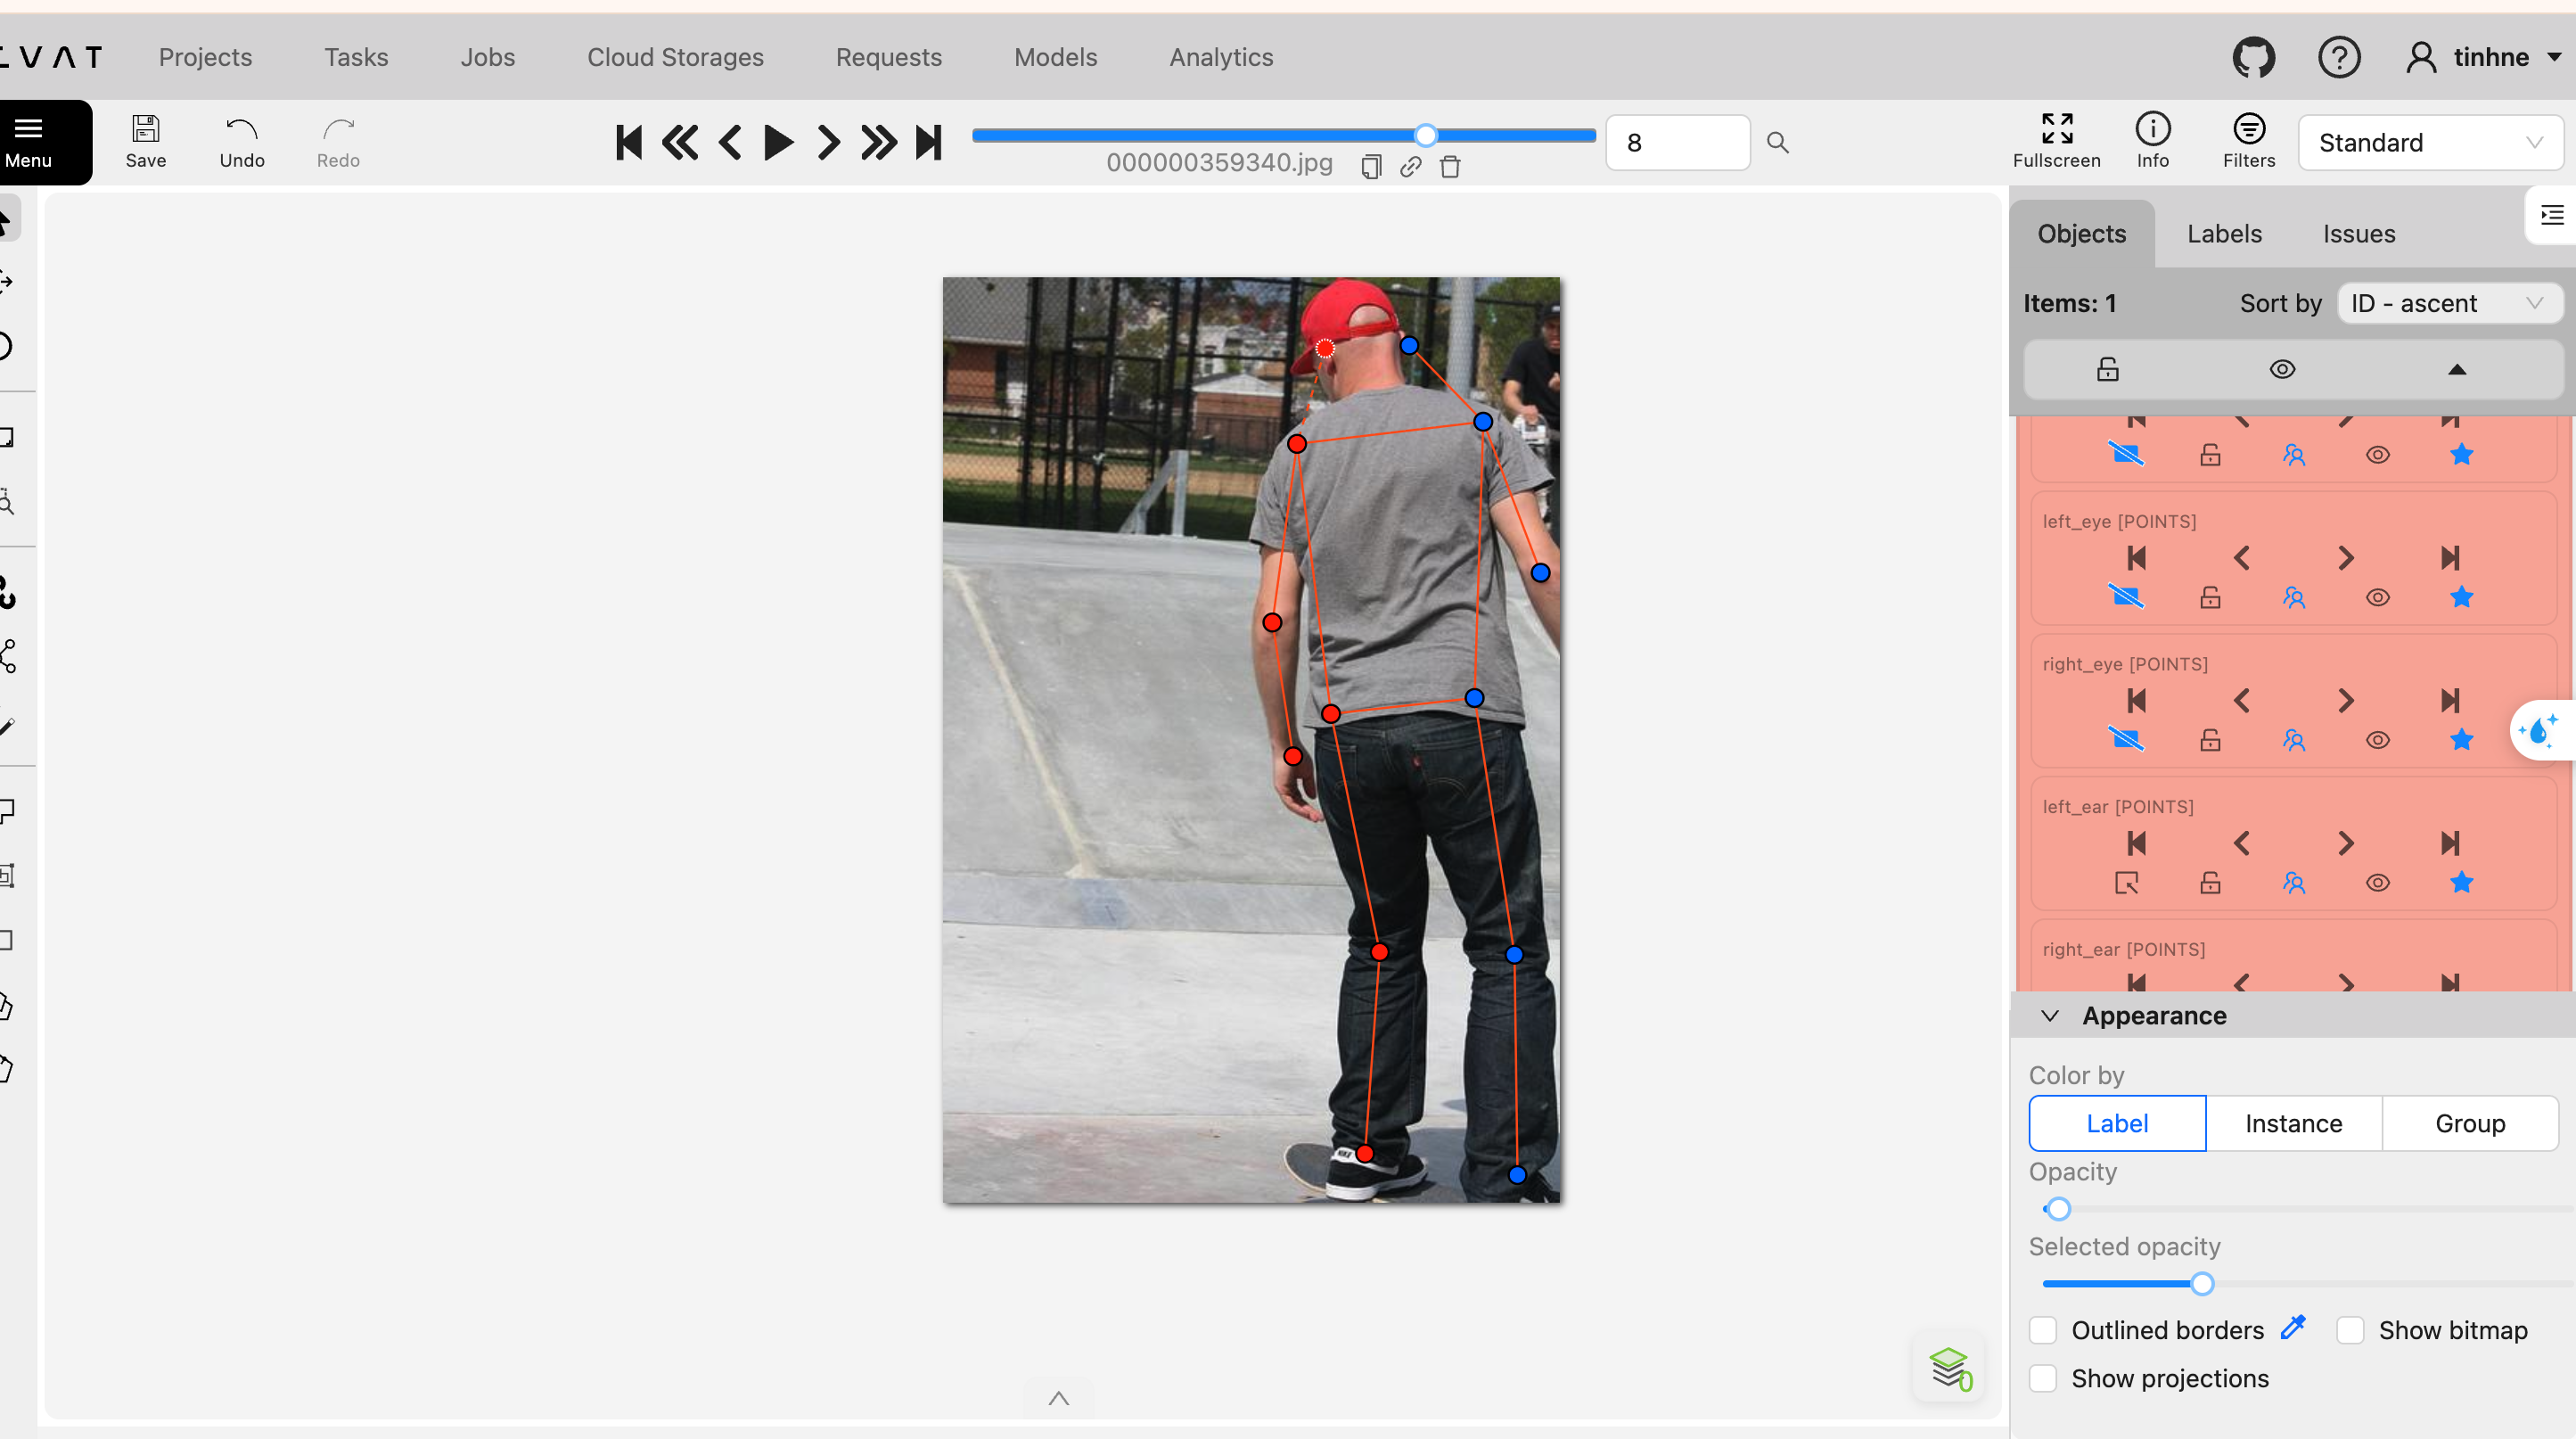 CVAT
Projects
Tasks
Jobs
Cloud Storages
Requests
Models
Analytics
tinhne
Menu
Save
Undo
Redo
000000359340.jpg
8
Fullscreen
Info
Filters
Standard
Objects
Labels
Issues
Items: 1
Sort by
ID - ascent
left_eye [POINTS]
right_eye [POINTS]
left_ear [POINTS]
right_ear [POINTS]
Appearance
Color by
Label
Instance
Group
Opacity
Selected opacity
Outlined borders
Show bitmap
Show projections
0